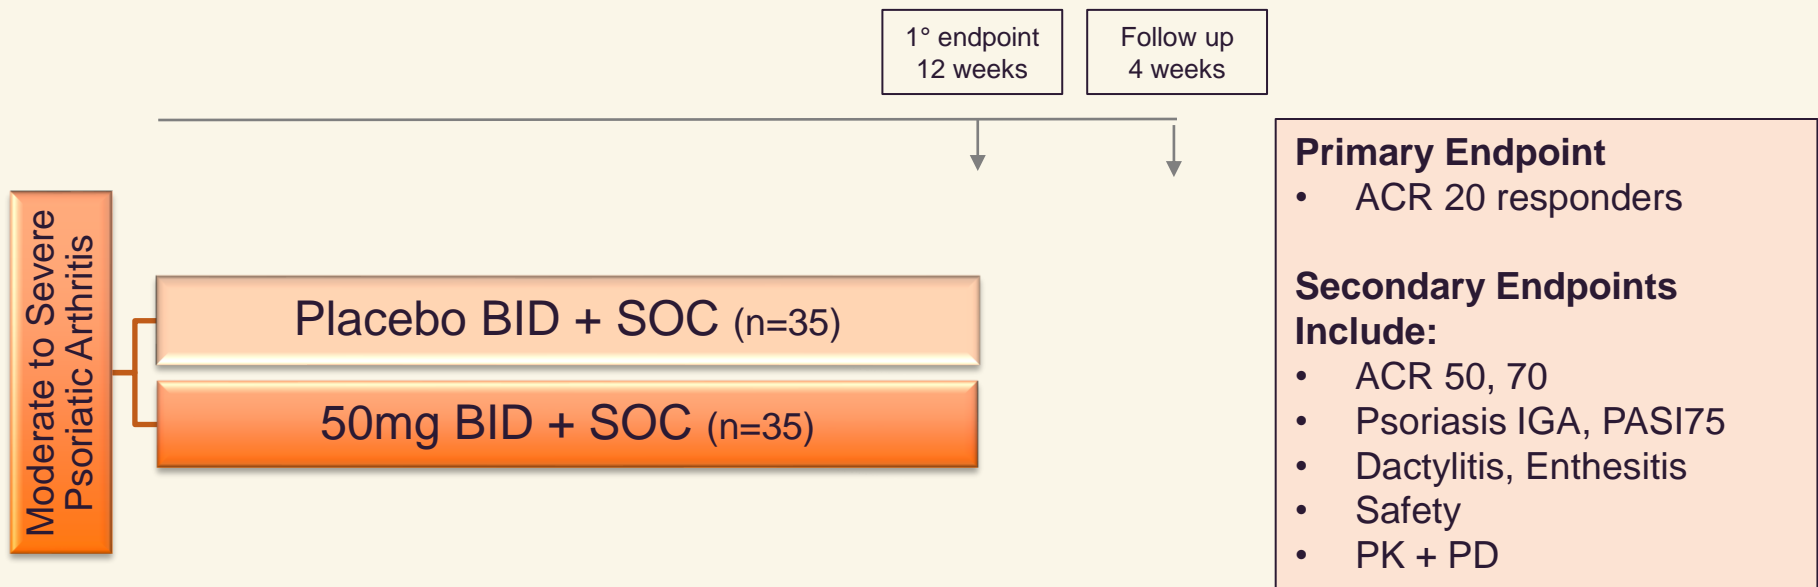 1° endpoint
12 weeks
Follow up
4 weeks
Moderate to Severe
Psoriatic Arthritis
Placebo BID + SOC (n=35)
50mg BID + SOC (n=35)
Primary Endpoint
• ACR 20 responders
Secondary Endpoints
Include:
• ACR 50, 70
• Psoriasis IGA, PASI75
• Dactylitis, Enthesitis
• Safety
• PK + PD